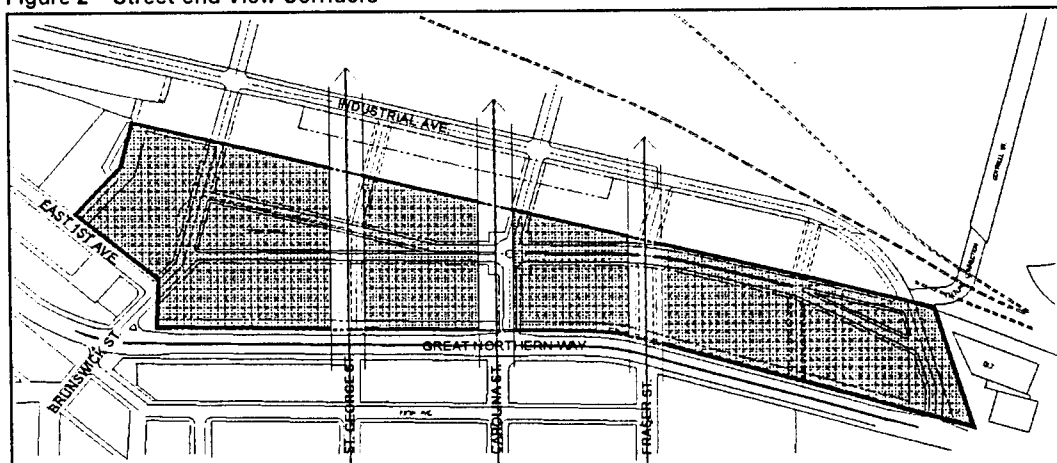 Figure 2 - Street-end View Corridors
INDUSTRIAL AVE.
EAST 1ST AVE.
GREAT NORTHERN WAY
BRUNSWICK ST.
ST. GEORGE ST.
CAROLINA ST.
FRASER ST.